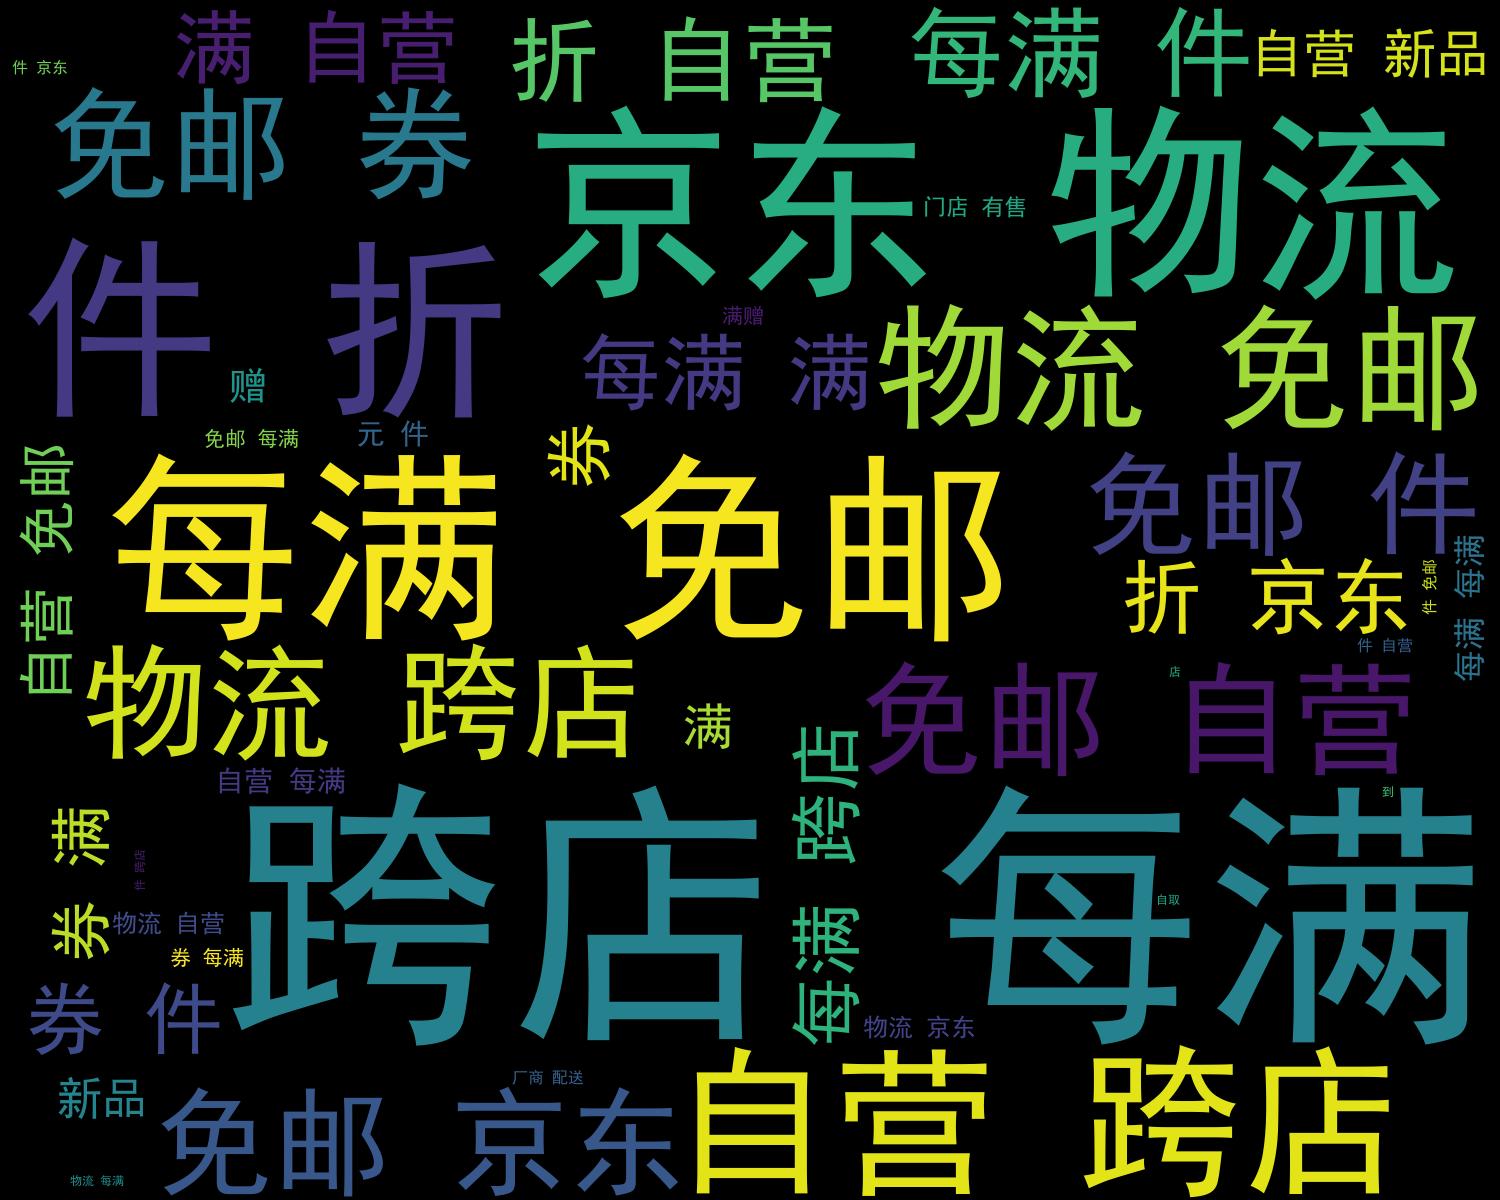 满 自营
折 自营
每满 件
自营 新品
件 京东
免邮 券
京东 物流
门店 有售
件 折
满赠
每满 满
物流 免邮
赠
免邮 每满
元 件
券
自营 免邮
每满 免邮
免邮 件
折 京东
件 免邮
每满 每满
件 自营
物流 跨店
满
店
免邮 自营
每满 跨店
自营 每满
跨店 每满
到
券 满
件 跨店
自取
物流 自营
券 每满
券 件
物流 京东
自营 跨店
厂商 配送
新品
免邮 京东
物流 每满